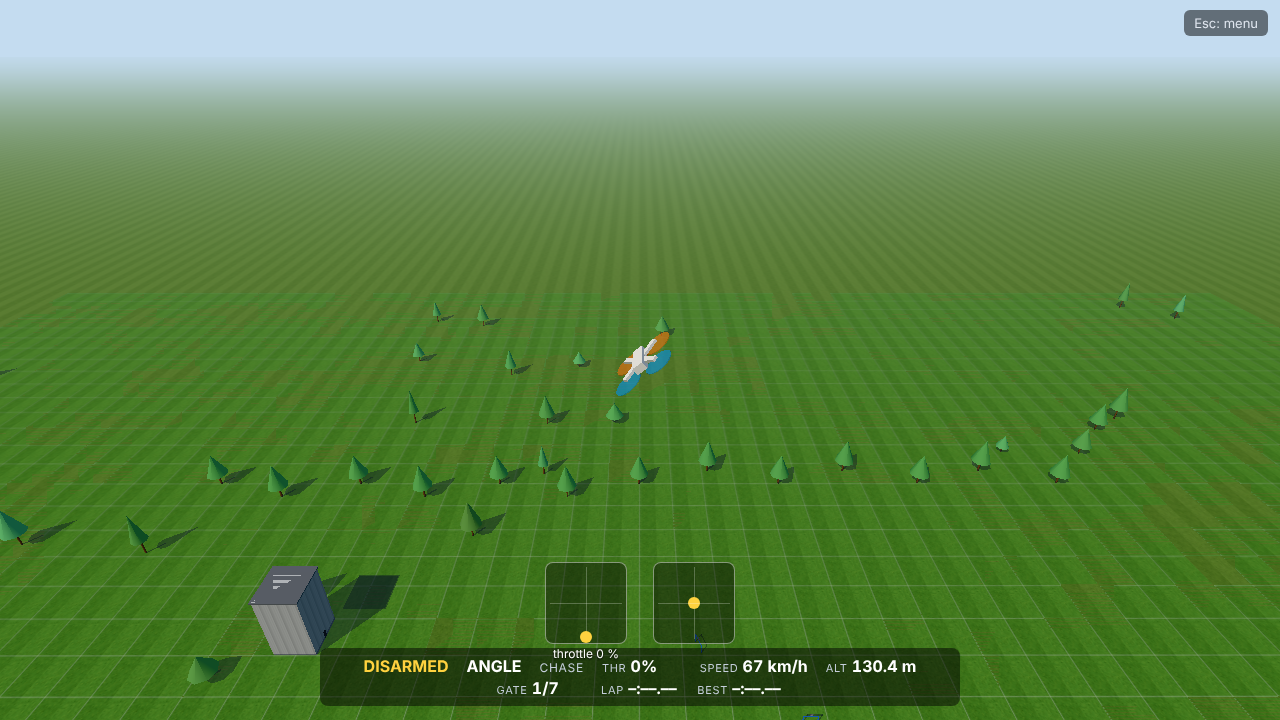 Esc: menu
throttle 0 %
DISARMED ANGLE CHASE THR 0% SPEED 67 km/h ALT 130.4 m
GATE 1/7 LAP –:––.–– BEST –:––.––